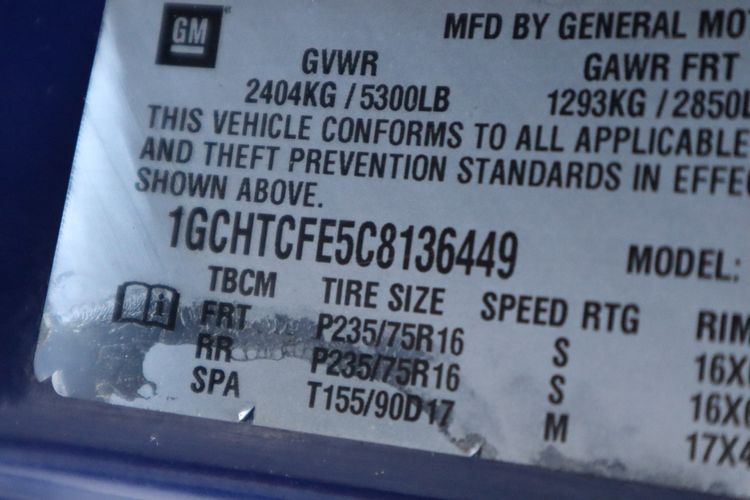 GM
MFD BY GENERAL MO
GVWR GAWR FRT
2404KG / 5300LB 1293KG / 2850L
THIS VEHICLE CONFORMS TO ALL APPLICABLE
AND THEFT PREVENTION STANDARDS IN EFFE
SHOWN ABOVE.
1GCHTCFE5C8136449 MODEL:
TBCM TIRE SIZE SPEED RTG RIM
FRT P235/75R16 S 16X
RR P235/75R16 S 16X
SPA T155/90D17 M 17X4